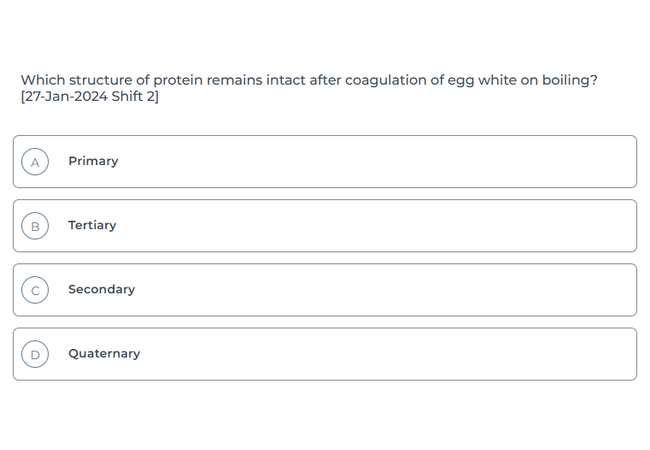 Which structure of protein remains intact after coagulation of egg white on boiling?
[27-Jan-2024 Shift 2]
A Primary
B Tertiary
C Secondary
D Quaternary